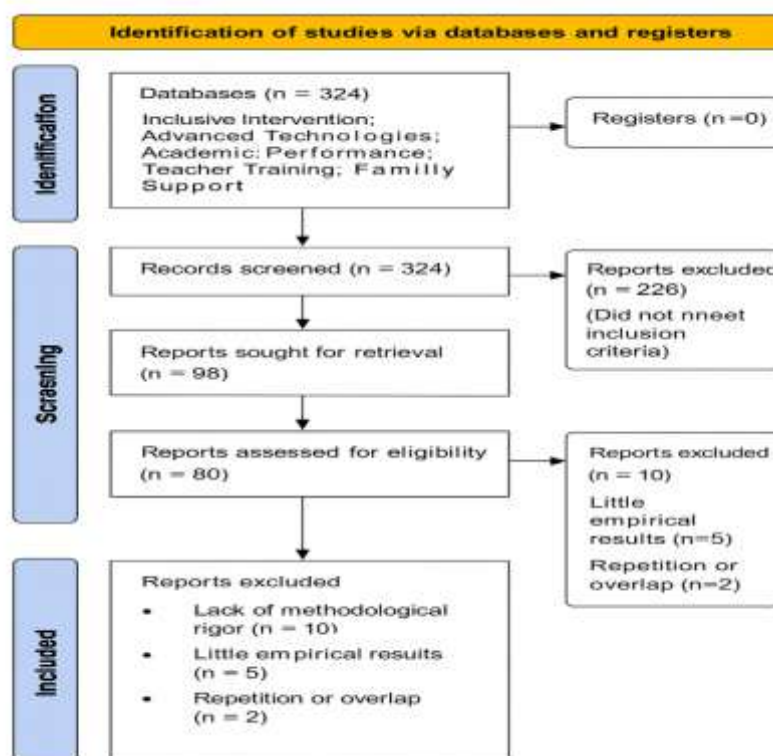 Identification of studies via databases and registers
Idenitfication
Databases (n = 324)
Inclusive Intervention;
Advanced Technologies;
Academic: Performance;
Teacher Training; Familly
Support
Registers (n =0)
Scrasning
Records screened (n = 324)
Reports excluded
(n = 226)
(Did not nneet
inclusion
criteria)
Reports sought for retrieval
(n = 98)
Reports assessed for eligibility
(n = 80)
Reports excluded
(n = 10)
Little
empirical
results (n=5)
Repetition or
overlap (n=2)
Included
Reports excluded
• Lack of methodological
rigor (n = 10)
• Little empirical results
(n = 5)
• Repetition or overlap
(n = 2)